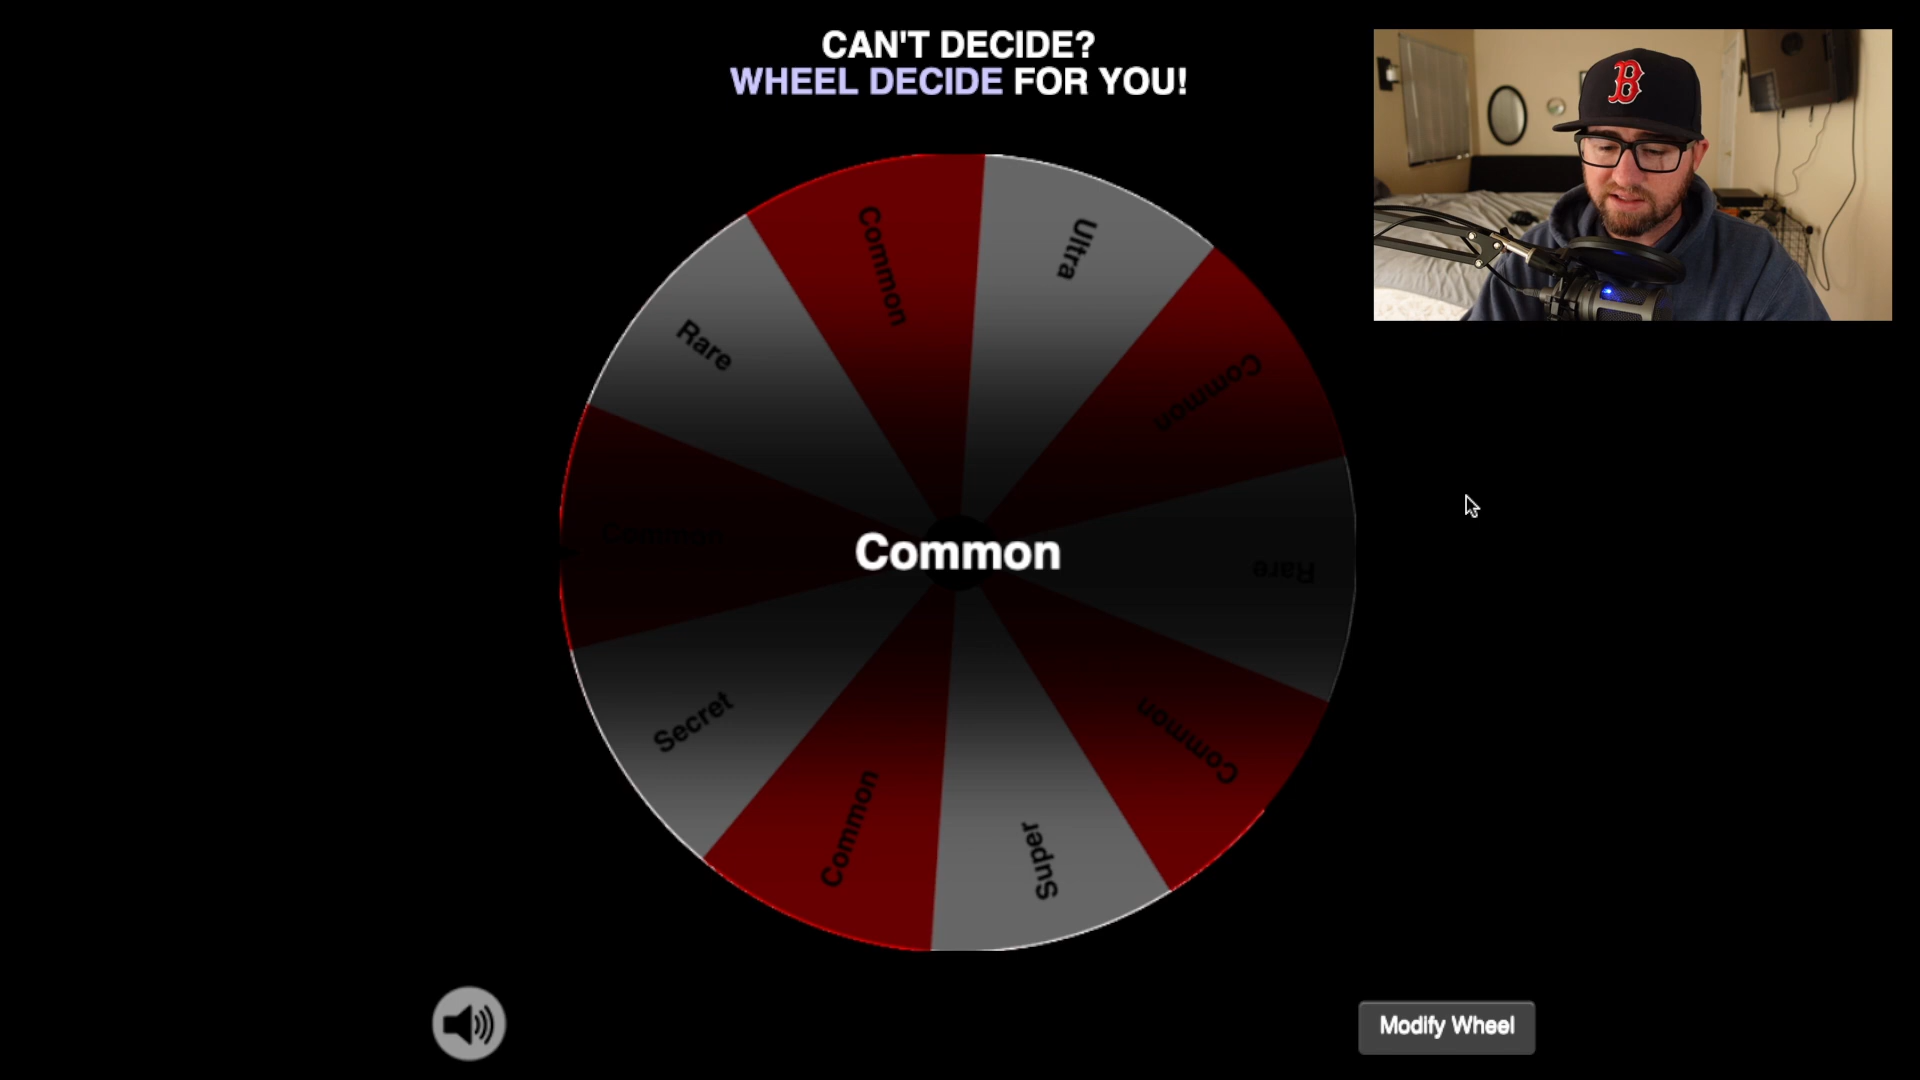 CAN'T DECIDE?
WHEEL DECIDE FOR YOU!
B
Common
Ultra
Common
Rare
Common
Super
Common
Secret
Common
Rare
Common
Modify Wheel